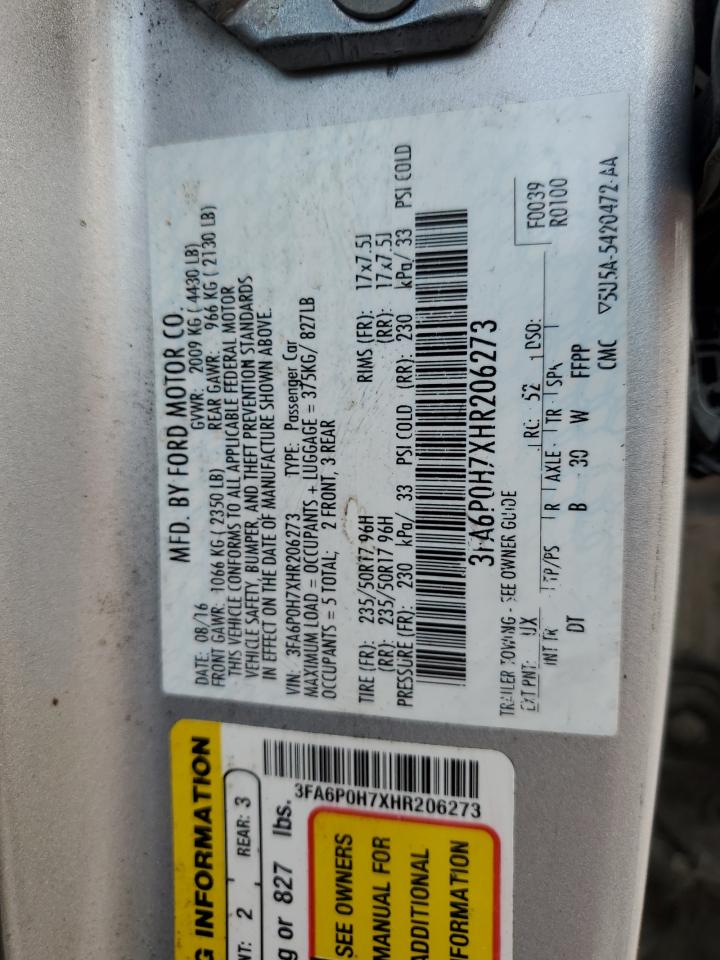 MFD. BY FORD MOTOR CO.
DATE: 08/16 GVWR: 2009 KG ( 4430 LB)
FRONT GAWR: 1066 KG ( 2350 LB) REAR GAWR: 966 KG ( 2130 LB)
THIS VEHICLE CONFORMS TO ALL APPLICABLE FEDERAL MOTOR
VEHICLE SAFETY, BUMPER, AND THEFT PREVENTION STANDARDS
IN EFFECT ON THE DATE OF MANUFACTURE SHOWN ABOVE.
VIN: 3FA6P0H7XHR206273 TYPE: Passenger Car
MAXIMUM LOAD = OCCUPANTS + LUGGAGE = 375KG/ 827LB
OCCUPANTS = 5 TOTAL; 2 FRONT, 3 REAR
TIRE (FR): 235/50R17 96H RIMS (FR): 17x7.5J
(RR): 235/50R17 96H (RR): 17x7.5J
PRESSURE (FR): 230 kPa/ 33 PSI COLD (RR): 230 kPa/ 33 PSI COLD
3FA6P0H7XHR206273
TRAILER TOWING - SEE OWNER GUIDE
F0039
R0100
EXT PNT: UX RC: 52 DSO:
INT TR TP/PS R AXLE TR SPR
DT B 30 W FFPP
CMC ▽5U5A-5420472-AA
G INFORMATION
NT: 2 REAR: 3
g or 827 lbs.
3FA6P0H7XHR206273
SEE OWNERS
MANUAL FOR
ADDITIONAL
INFORMATION